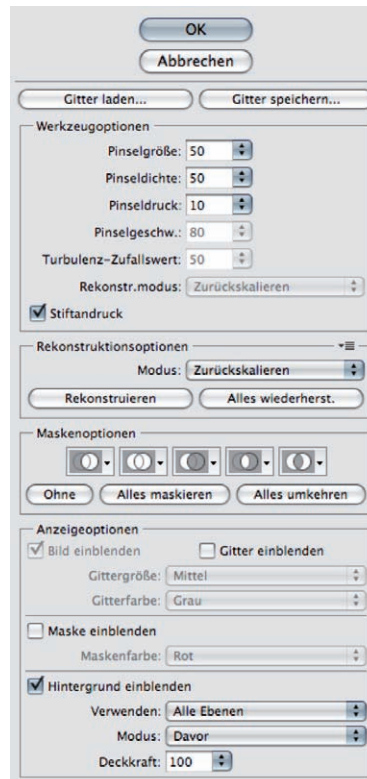 OK
Abbrechen
Gitter laden... Gitter speichern...
Werkzeugoptionen
Pinselgröße: 50
Pinseldichte: 50
Pinseldruck: 10
Pinselgeschw.: 80
Turbulenz-Zufallswert: 50
Rekonstr.modus: Zurückskalieren
Stiftandruck
Rekonstruktionsoptionen
Modus: Zurückskalieren
Rekonstruieren Alles wiederherst.
Maskenoptionen
Ohne Alles maskieren Alles umkehren
Anzeigeoptionen
Bild einblenden Gitter einblenden
Gittergröße: Mittel
Gitterfarbe: Grau
Maske einblenden
Maskenfarbe: Rot
Hintergrund einblenden
Verwenden: Alle Ebenen
Modus: Davor
Deckkraft: 100